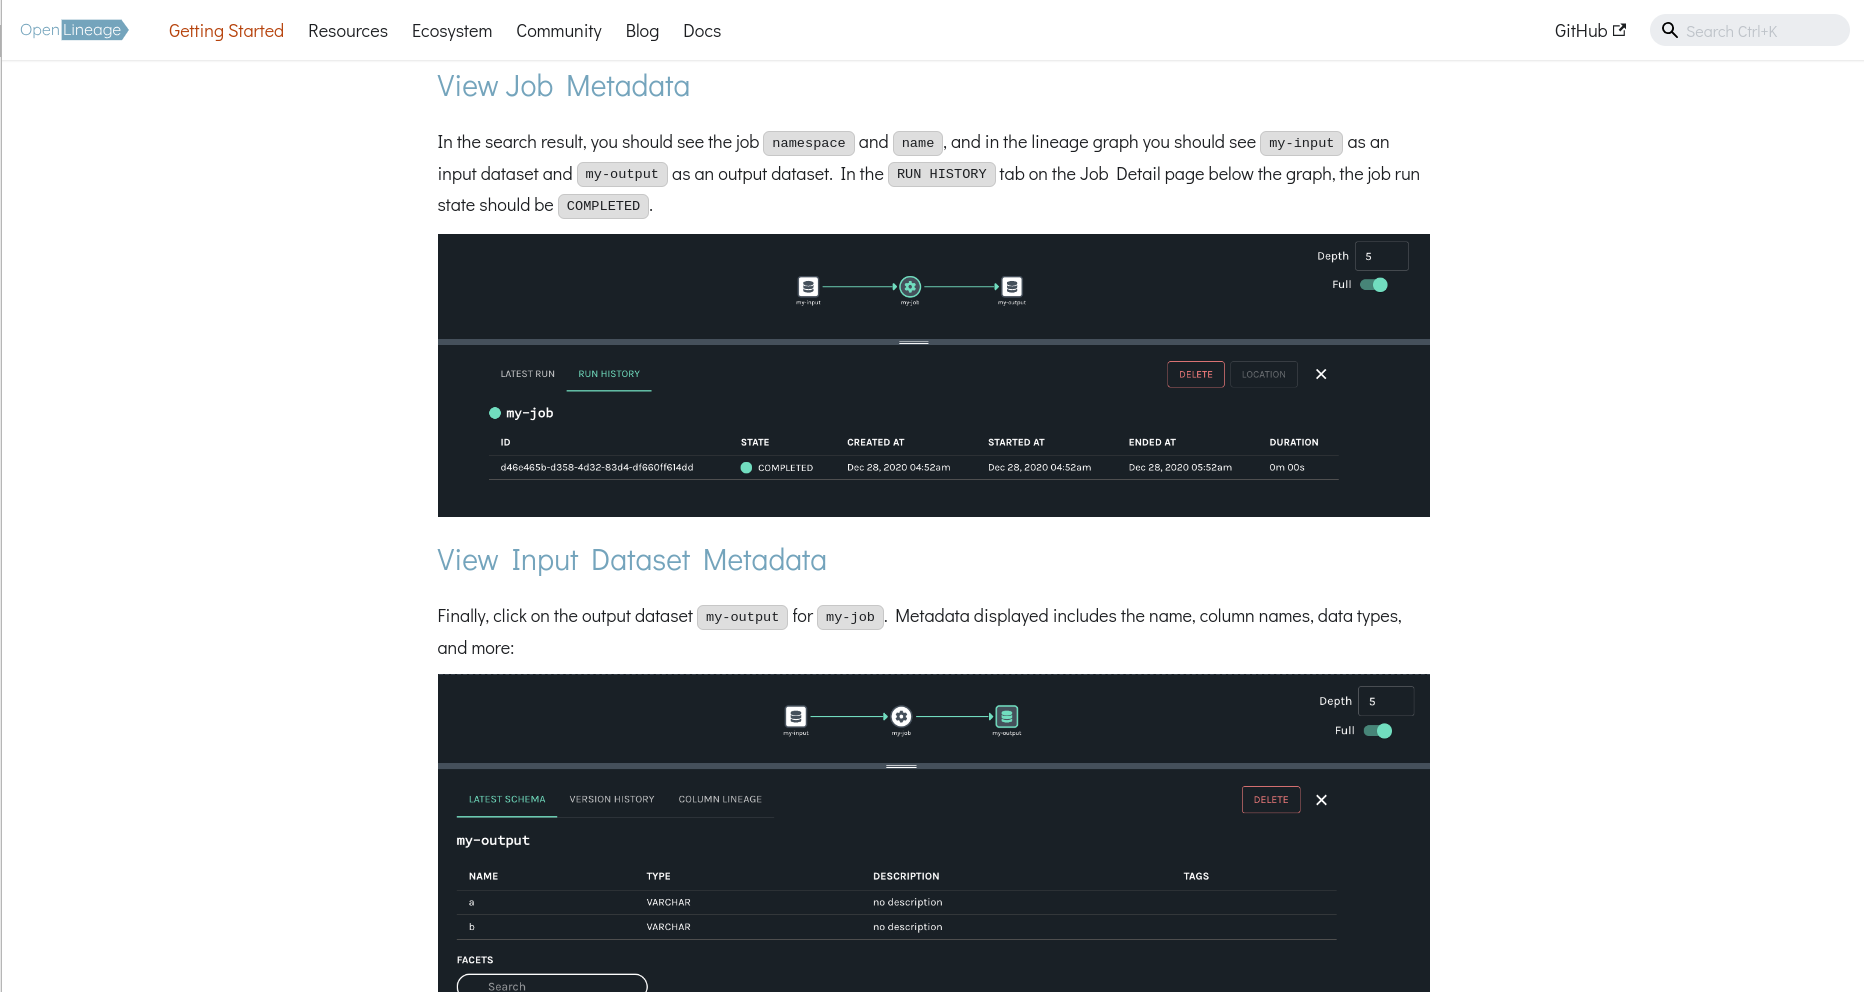 OpenLineage Getting Started Resources Ecosystem Community Blog Docs GitHub Search Ctrl+K
View Job Metadata
In the search result, you should see the job namespace and name, and in the lineage graph you should see my-input as an
input dataset and my-output as an output dataset. In the RUN HISTORY tab on the Job Detail page below the graph, the job run
state should be COMPLETED.
Depth 5
Full
my-input my-job my-output
LATEST RUN RUN HISTORY DELETE LOCATION
my-job
ID STATE CREATED AT STARTED AT ENDED AT DURATION
d46e465b-d358-4d32-83d4-df660ff614dd COMPLETED Dec 28, 2020 04:52am Dec 28, 2020 04:52am Dec 28, 2020 05:52am 0m 00s
View Input Dataset Metadata
Finally, click on the output dataset my-output for my-job. Metadata displayed includes the name, column names, data types,
and more:
Depth 5
Full
my-input my-job my-output
LATEST SCHEMA VERSION HISTORY COLUMN LINEAGE DELETE
my-output
NAME TYPE DESCRIPTION TAGS
a VARCHAR no description
b VARCHAR no description
FACETS
Search